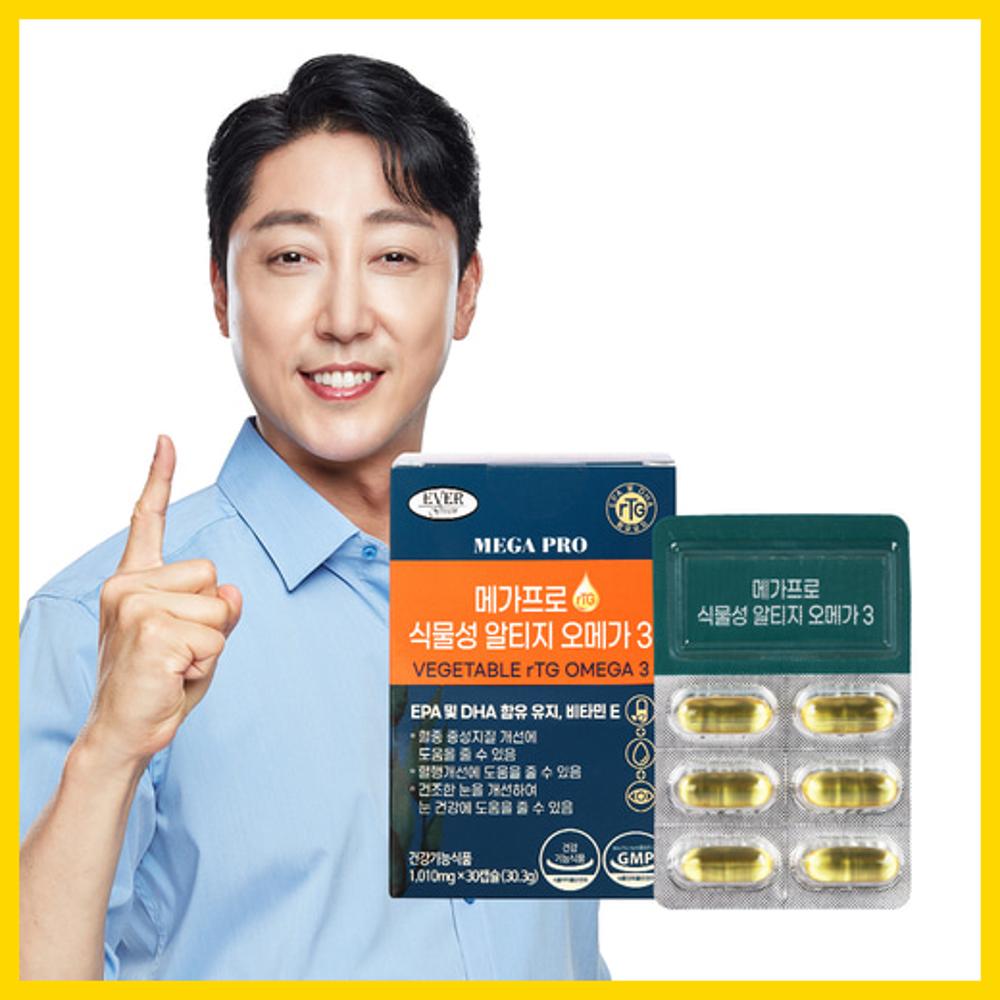 EVER
Nature
EPA 및 DHA
rTG
MEGA PRO
메가프로
rTG
식물성 알티지 오메가 3
VEGETABLE rTG OMEGA 3
EPA 및 DHA 함유 유지, 비타민 E
• 혈중 중성지질 개선에
도움을 줄 수 있음
• 혈행개선에 도움을 줄 수 있음
• 건조한 눈을 개선하여
눈 건강에 도움을 줄 수 있음
건강기능식품
1,010mg × 30캡슐(30.3g)
건강
기능식품
GMP
메가프로
식물성 알티지 오메가 3